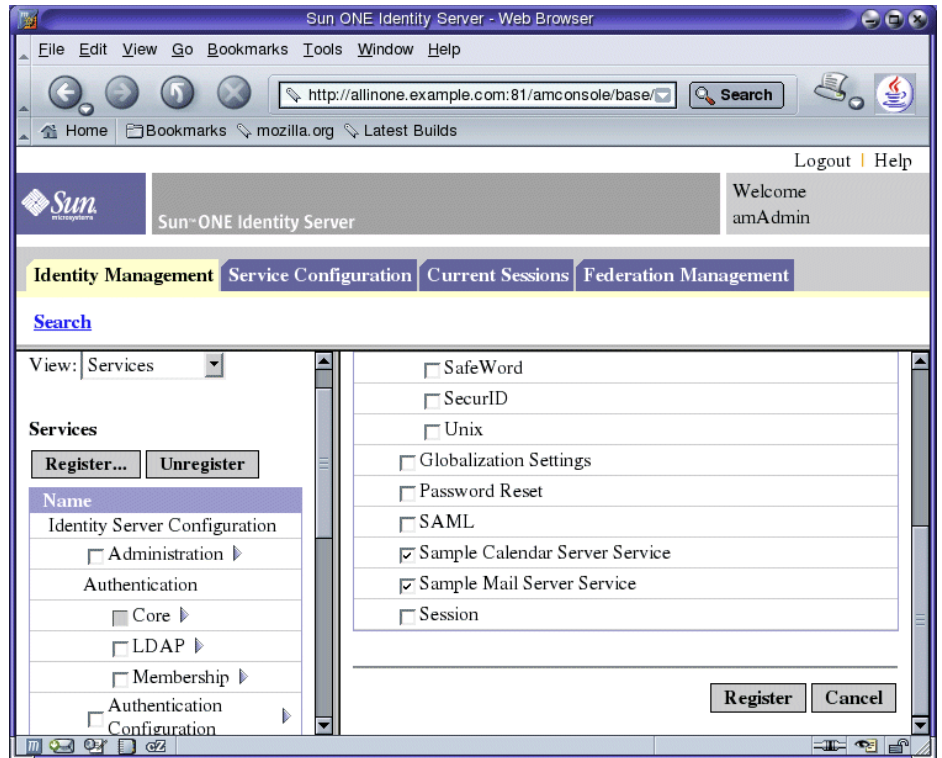 Sun ONE Identity Server - Web Browser
File Edit View Go Bookmarks Tools Window Help
http://allinone.example.com:81/amconsole/base/
Search
Home Bookmarks mozilla.org Latest Builds
Logout | Help
Sun
microsystems
Sun™ ONE Identity Server
Welcome
amAdmin
Identity Management Service Configuration Current Sessions Federation Management
Search
View: Services
Services
Register... Unregister
Name
Identity Server Configuration
Administration
Authentication
Core
LDAP
Membership
Authentication
Configuration
SafeWord
SecurID
Unix
Globalization Settings
Password Reset
SAML
Sample Calendar Server Service
Sample Mail Server Service
Session
Register Cancel